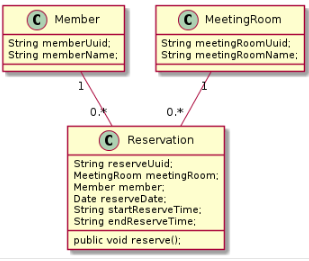 C Member
String memberUuid;
String memberName;
C MeetingRoom
String meetingRoomUuid;
String meetingRoomName;
1
1
0.*
0.*
C Reservation
String reserveUuid;
MeetingRoom meetingRoom;
Member member;
Date reserveDate;
String startReserveTime;
String endReserveTime;
public void reserve();